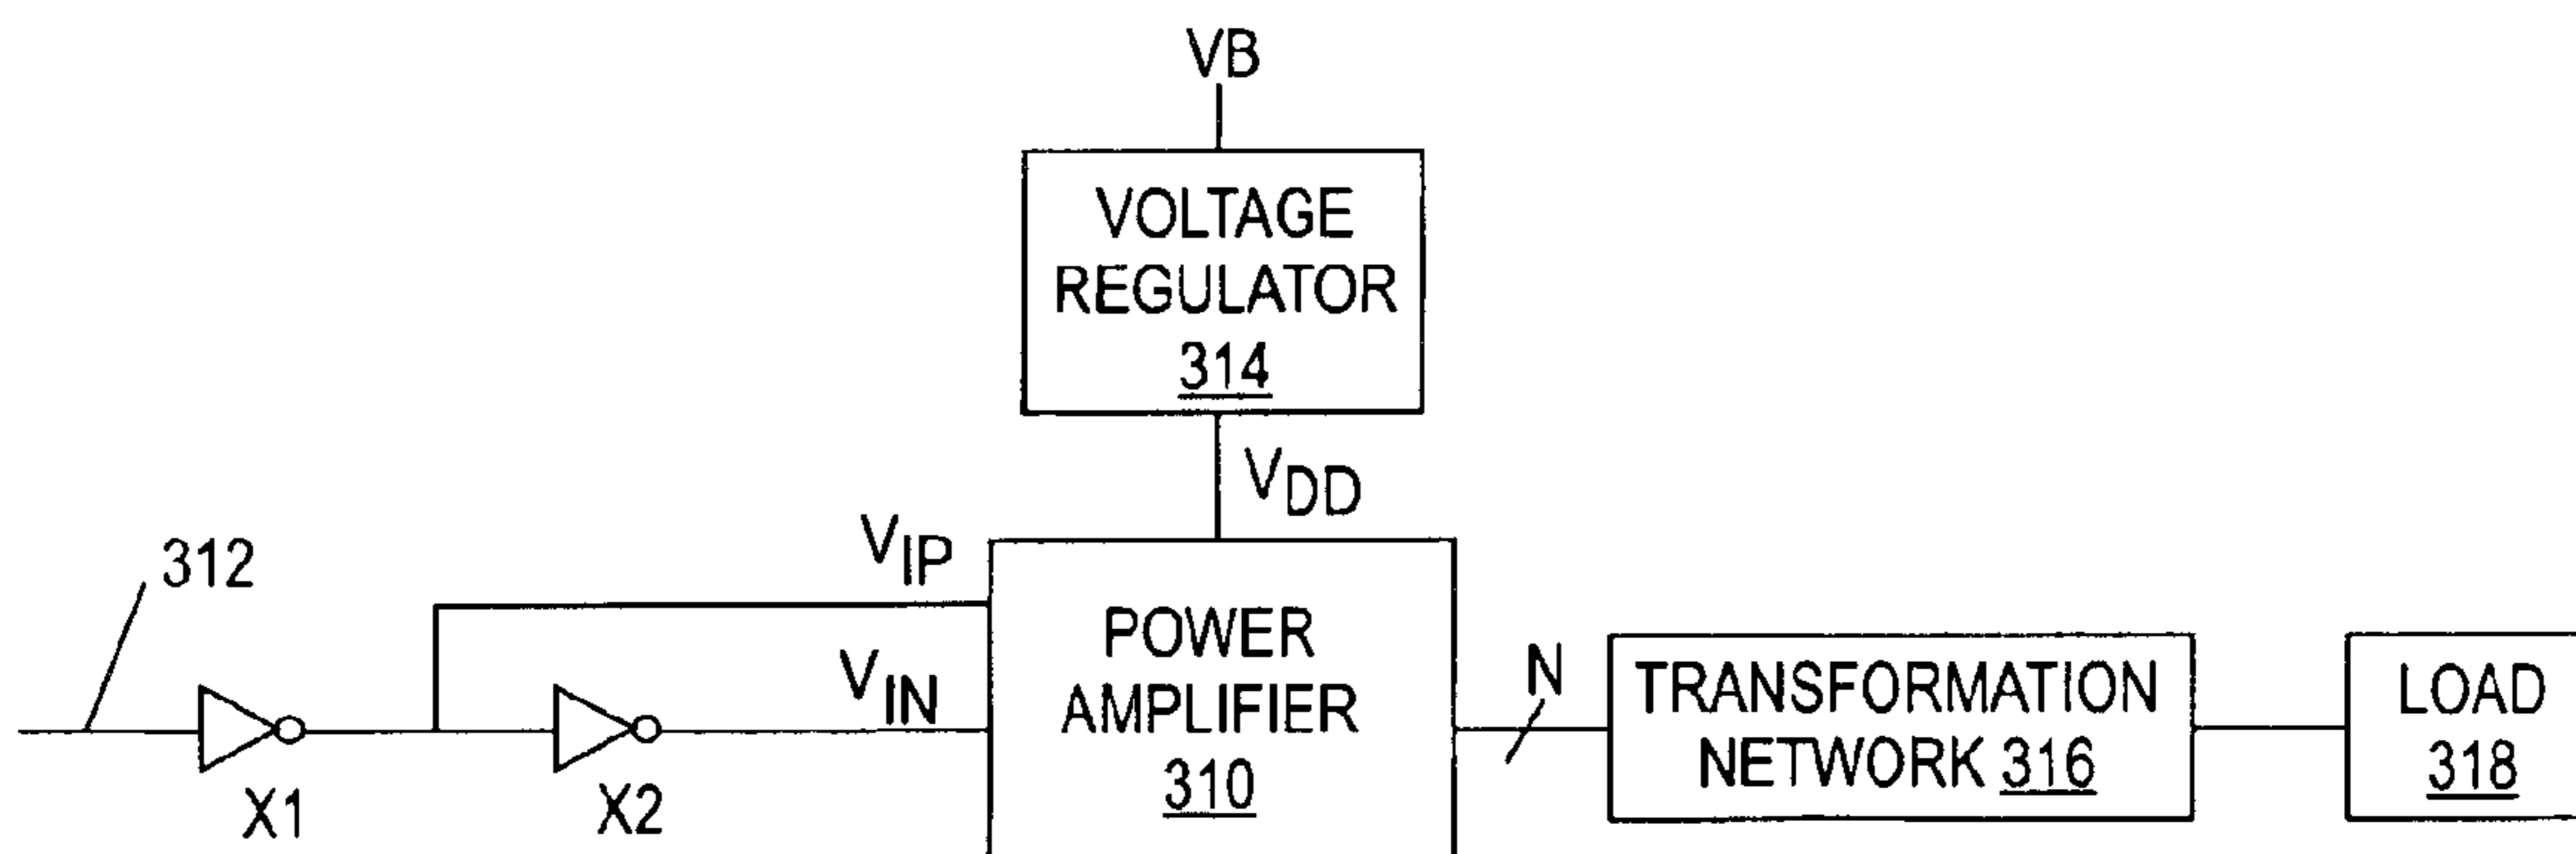 VB
VOLTAGE
REGULATOR
314
VDD
312
VIP
VIN
X1
X2
POWER
AMPLIFIER
310
N
TRANSFORMATION
NETWORK 316
LOAD
318